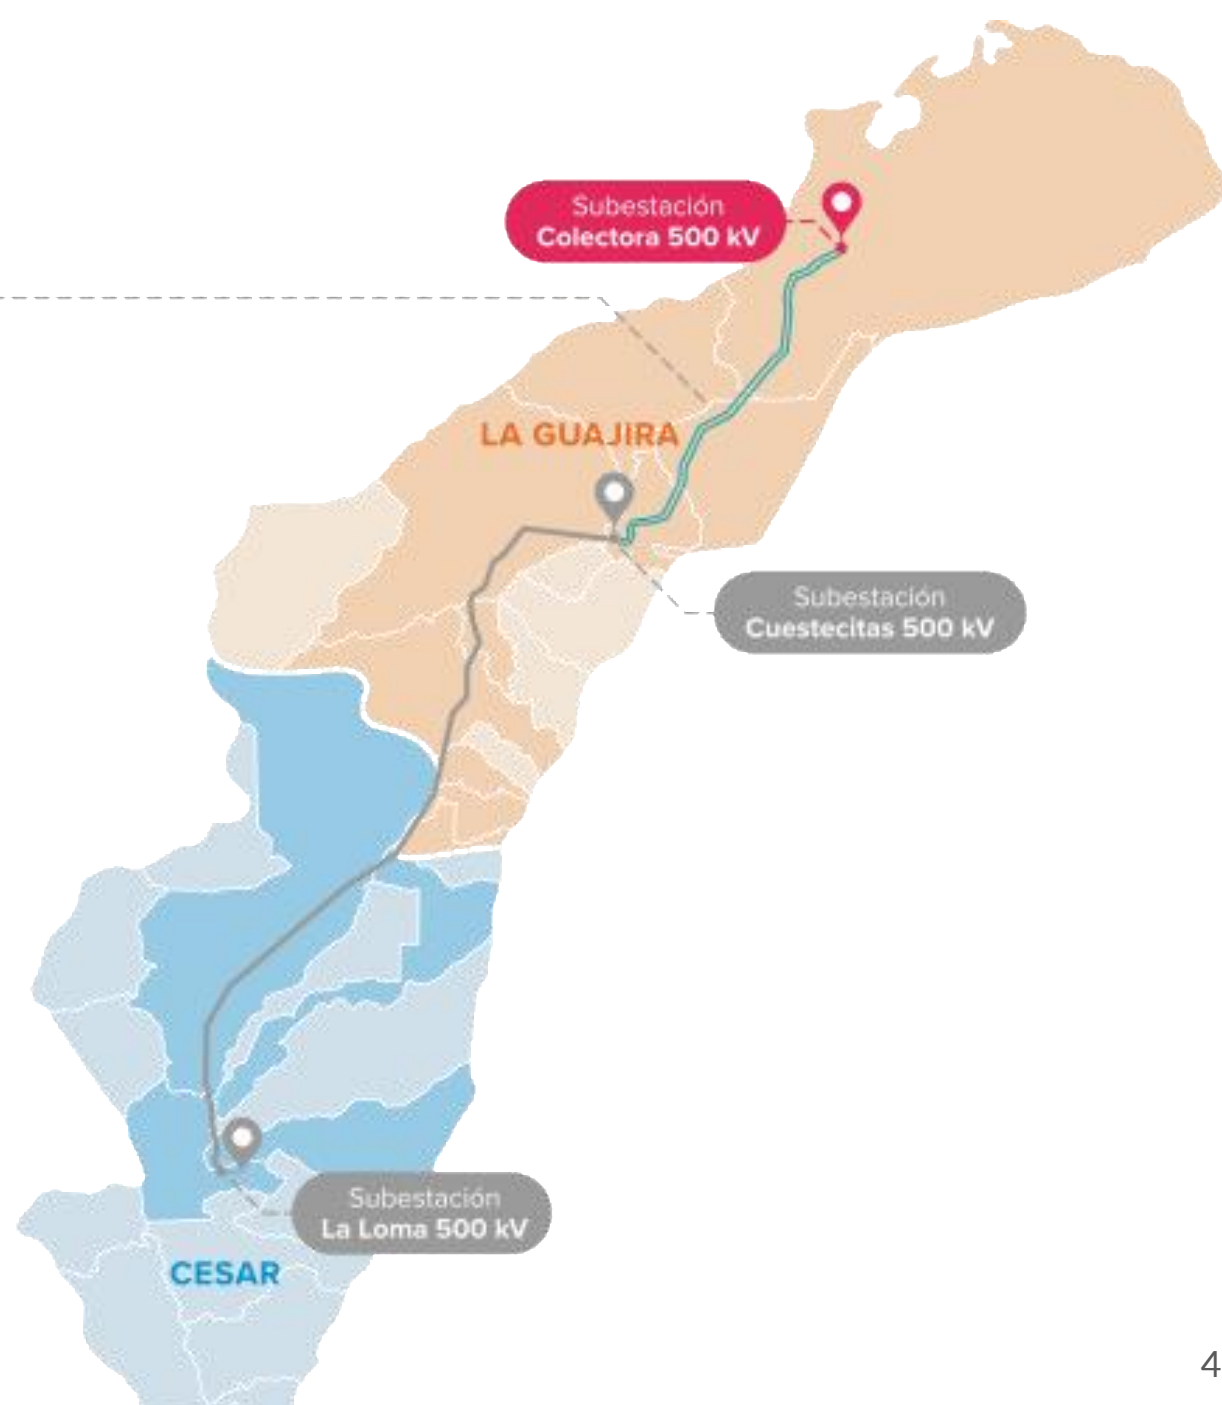 Subestación
Colectora 500 kV
LA GUAJIRA
Subestación
Cuestecitas 500 kV
Subestación
La Loma 500 kV
CESAR
4